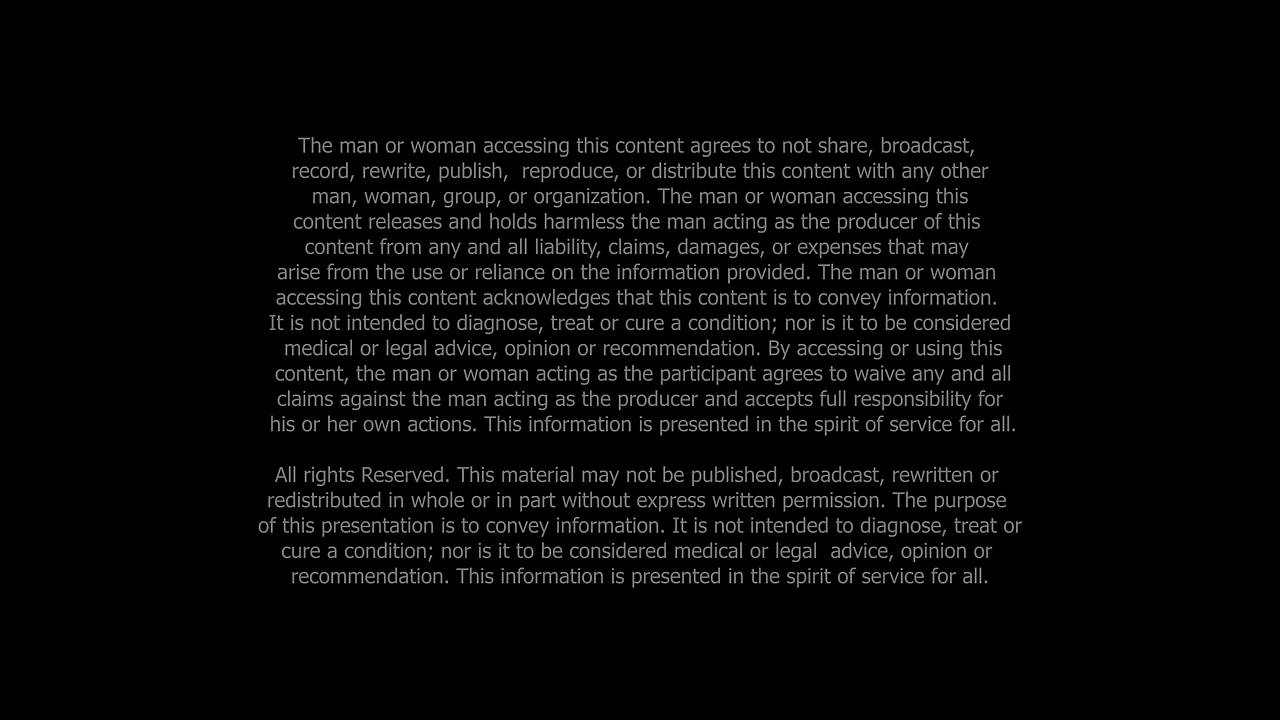 The man or woman accessing this content agrees to not share, broadcast,
record, rewrite, publish,  reproduce, or distribute this content with any other
man, woman, group, or organization. The man or woman accessing this
content releases and holds harmless the man acting as the producer of this
content from any and all liability, claims, damages, or expenses that may
arise from the use or reliance on the information provided. The man or woman
accessing this content acknowledges that this content is to convey information.
It is not intended to diagnose, treat or cure a condition; nor is it to be considered
medical or legal advice, opinion or recommendation. By accessing or using this
content, the man or woman acting as the participant agrees to waive any and all
claims against the man acting as the producer and accepts full responsibility for
his or her own actions. This information is presented in the spirit of service for all.
All rights Reserved. This material may not be published, broadcast, rewritten or
redistributed in whole or in part without express written permission. The purpose
of this presentation is to convey information. It is not intended to diagnose, treat or
cure a condition; nor is it to be considered medical or legal  advice, opinion or
recommendation. This information is presented in the spirit of service for all.